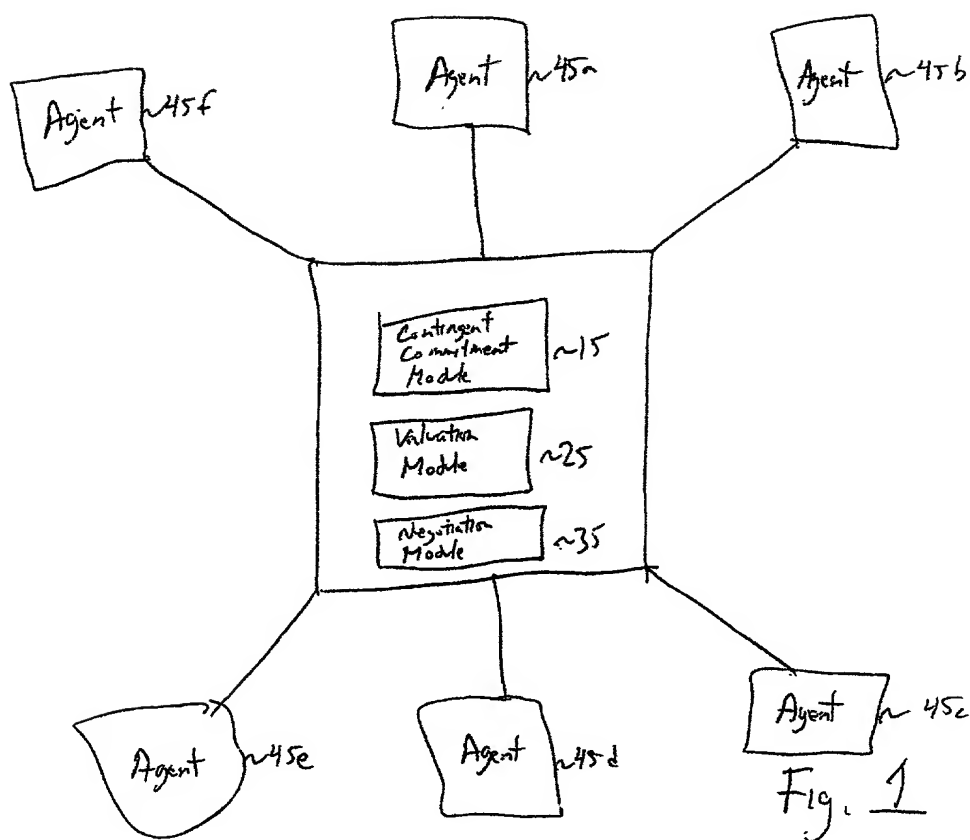 Agent ~45f
Agent ~45a
Agent ~45b
Contingent
Commitment
Module
~15
Valuation
Module
~25
Negotiation
Module
~35
Agent ~45e
Agent ~45d
Agent ~45c
Fig. 1